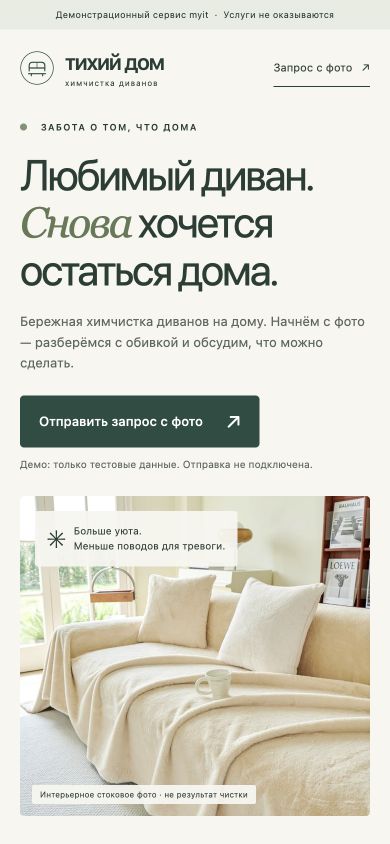 Демонстрационный сервис myit · Услуги не оказываются
ТИХИЙ ДОМ
химчистка диванов
Запрос с фото ↗
ЗАБОТА О ТОМ, ЧТО ДОМА
Любимый диван.
Снова хочется
остаться дома.
Бережная химчистка диванов на дому. Начнём с фото
— разберёмся с обивкой и обсудим, что можно
сделать.
Отправить запрос с фото ↗
Демо: только тестовые данные. Отправка не подключена.
Больше уюта.
Меньше поводов для тревоги.
BAUHAUS
LOEWE
Интерьерное стоковое фото · не результат чистки